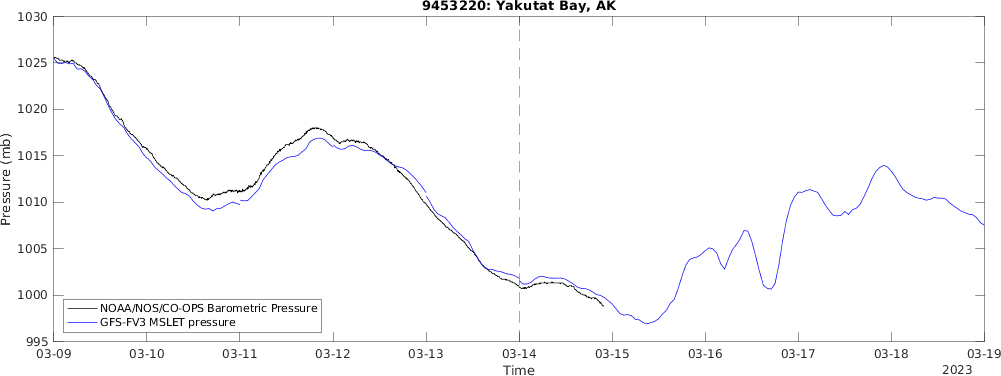 9453220: Yakutat Bay, AK
1030
1025
1020
1015
1010
1005
1000
995
Pressure (mb)
NOAA/NOS/CO-OPS Barometric Pressure
GFS-FV3 MSLET pressure
03-09 03-10 03-11 03-12 03-13 03-14 03-15 03-16 03-17 03-18 03-19
Time
2023